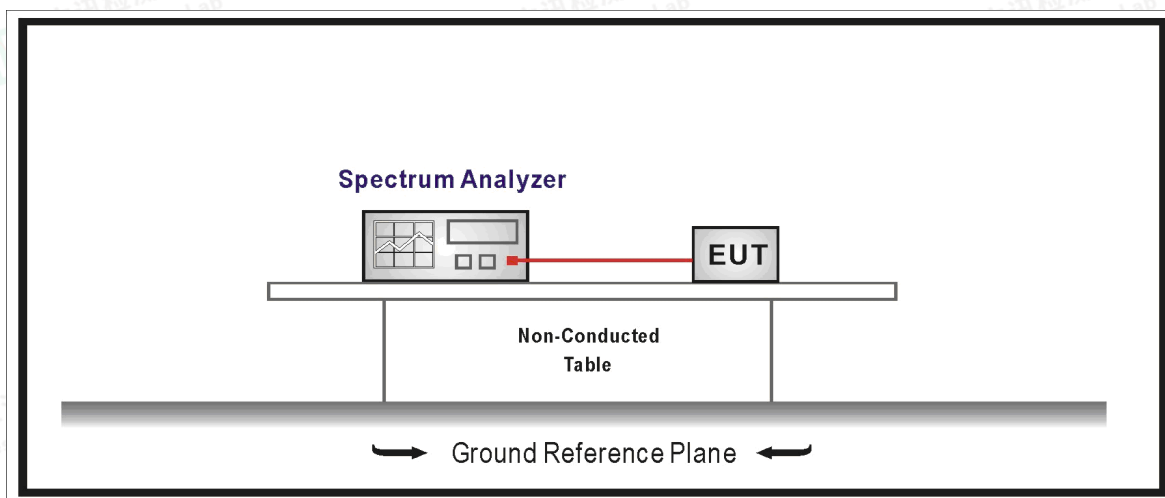 Spectrum Analyzer
EUT
Non-Conducted
Table
Ground Reference Plane